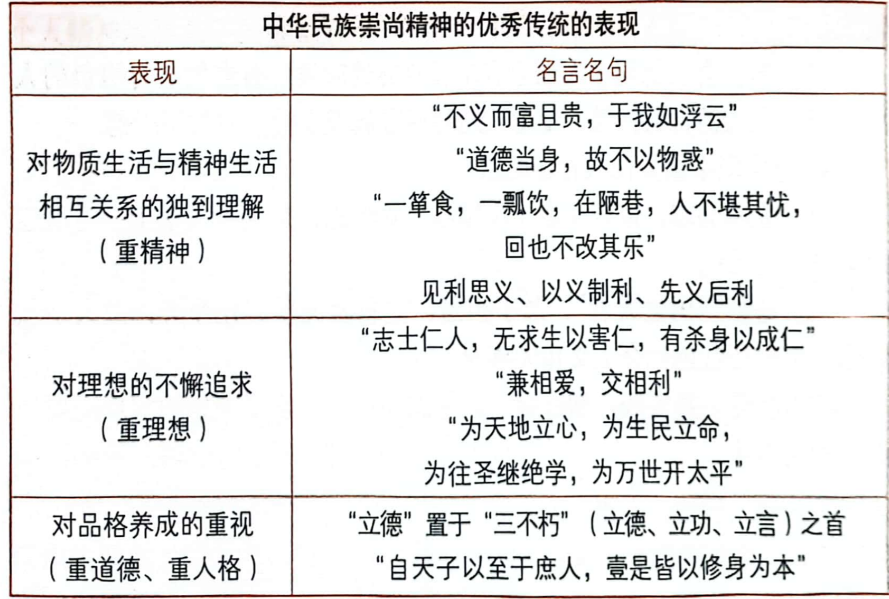 中华民族崇尚精神的优秀传统的表现
表现
名言名句
对物质生活与精神生活
相互关系的独到理解
（重精神）
“不义而富且贵，于我如浮云”
“道德当身，故不以物惑”
“一箪食，一瓢饮，在陋巷，人不堪其忧，
回也不改其乐”
见利思义、以义制利、先义后利
对理想的不懈追求
（重理想）
“志士仁人，无求生以害仁，有杀身以成仁”
“兼相爱，交相利”
“为天地立心，为生民立命，
为往圣继绝学，为万世开太平”
对品格养成的重视
（重道德、重人格）
“立德”置于“三不朽”（立德、立功、立言）之首
“自天子以至于庶人，壹是皆以修身为本”